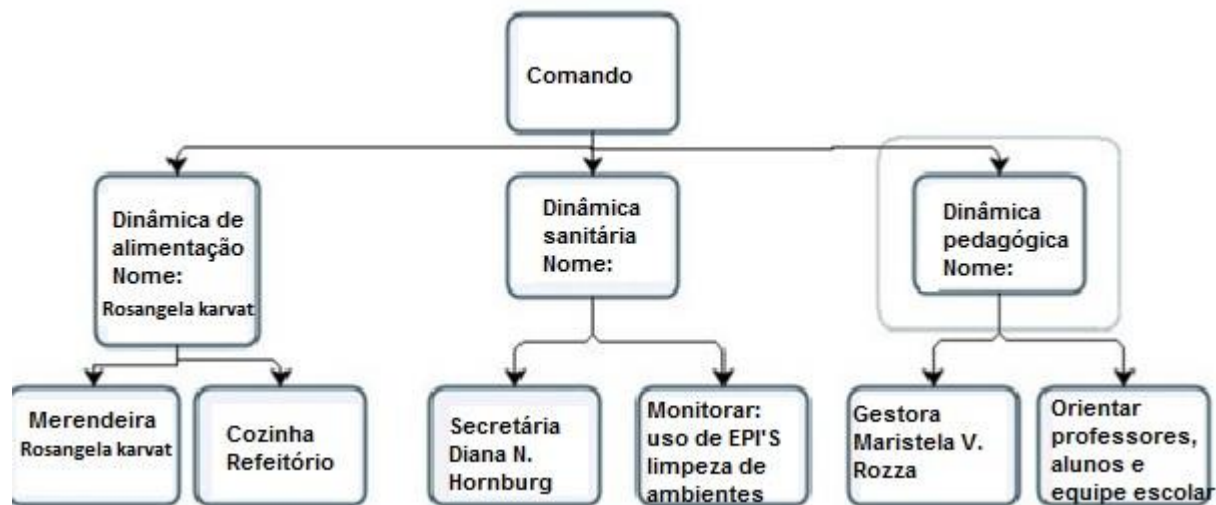 Comando
Dinâmica de
alimentação
Nome:
Rosangela karvat
Dinâmica
sanitária
Nome:
Dinâmica
pedagógica
Nome:
Merendeira
Rosangela karvat
Cozinha
Refeitório
Secretária
Diana N.
Hornburg
Monitorar:
uso de EPI'S
limpeza de
ambientes
Gestora
Maristela V.
Rozza
Orientar
professores,
alunos e
equipe escolar